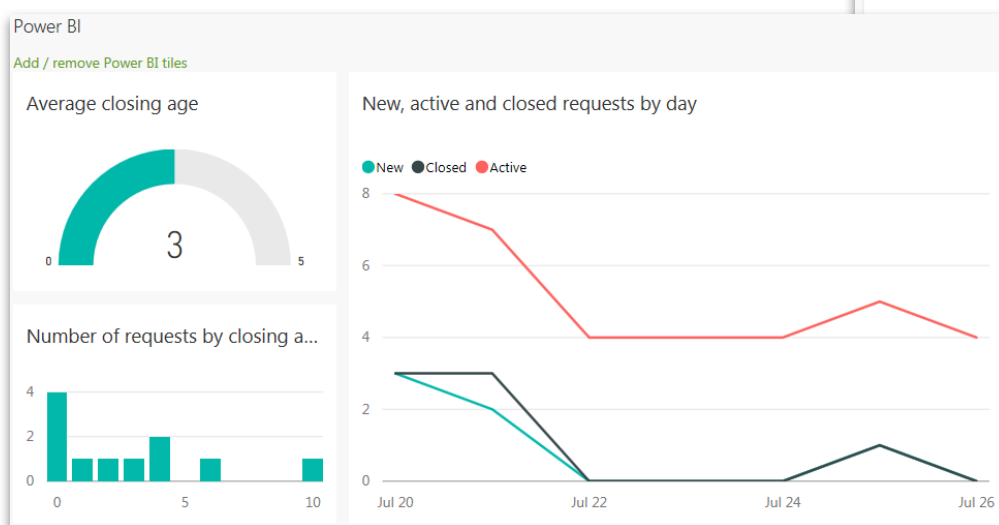 Power BI
Add / remove Power BI tiles
Average closing age
3
0
5
Number of requests by closing a...
4
2
0
0 5 10
New, active and closed requests by day
New Closed Active
8
6
4
2
0
Jul 20 Jul 22 Jul 24 Jul 26